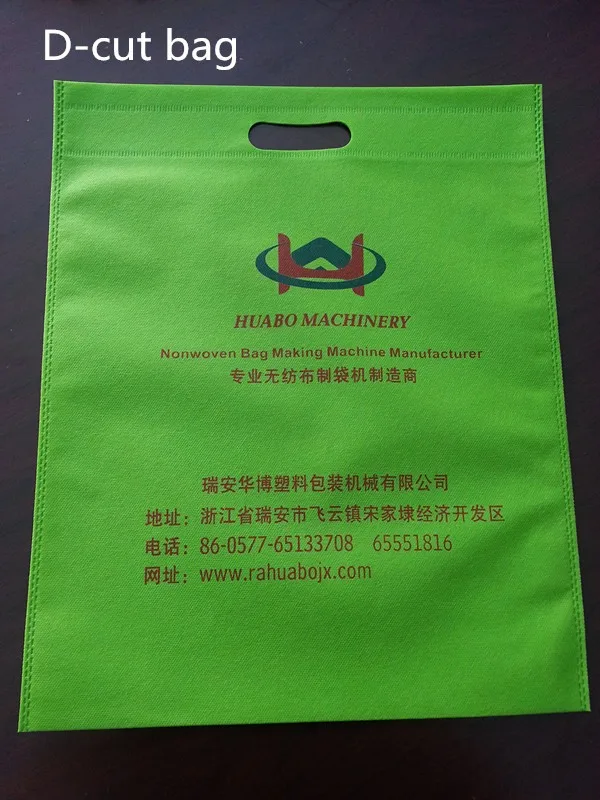 D-cut bag
HUABO MACHINERY
Nonwoven Bag Making Machine Manufacturer
专业无纺布制袋机制造商
瑞安华博塑料包装机械有限公司
地址：浙江省瑞安市飞云镇宋家埭经济开发区
电话：86-0577-65133708 65551816
网址：www.rahuabojx.com